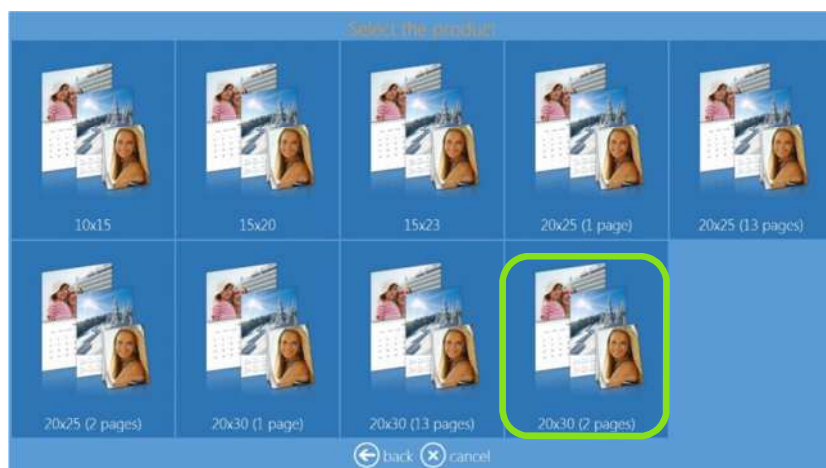 Select the product
10x15
15x20
15x23
20x25 (1 page)
20x25 (13 pages)
20x25 (2 pages)
20x30 (1 page)
20x30 (13 pages)
20x30 (2 pages)
back
cancel